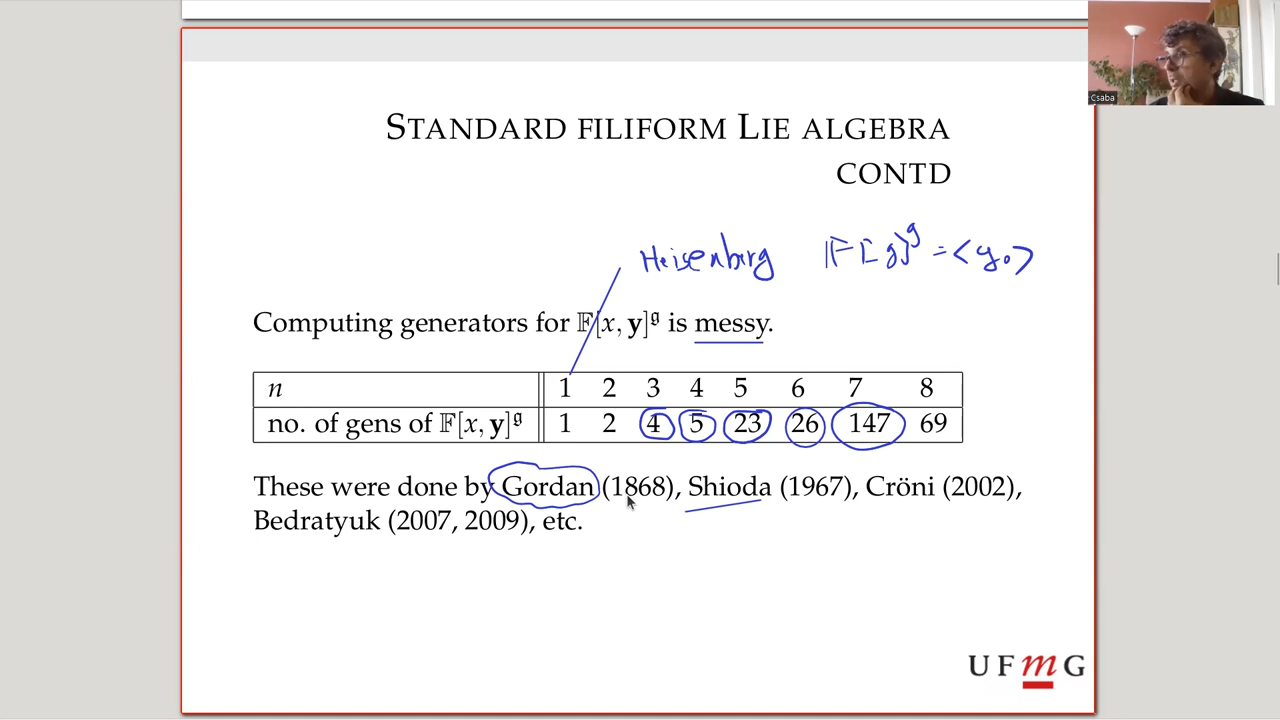 Csaba
STANDARD FILIFORM LIE ALGEBRA
CONTD
Heisenberg 𝔽[g]^g = <y₀>
Computing generators for 𝔽[x, y]^𝔤 is messy.
n 1 2 3 4 5 6 7 8
no. of gens of 𝔽[x, y]^𝔤 1 2 4 5 23 26 147 69
These were done by Gordan (1868), Shioda (1967), Cröni (2002),
Bedratyuk (2007, 2009), etc.
UFmG